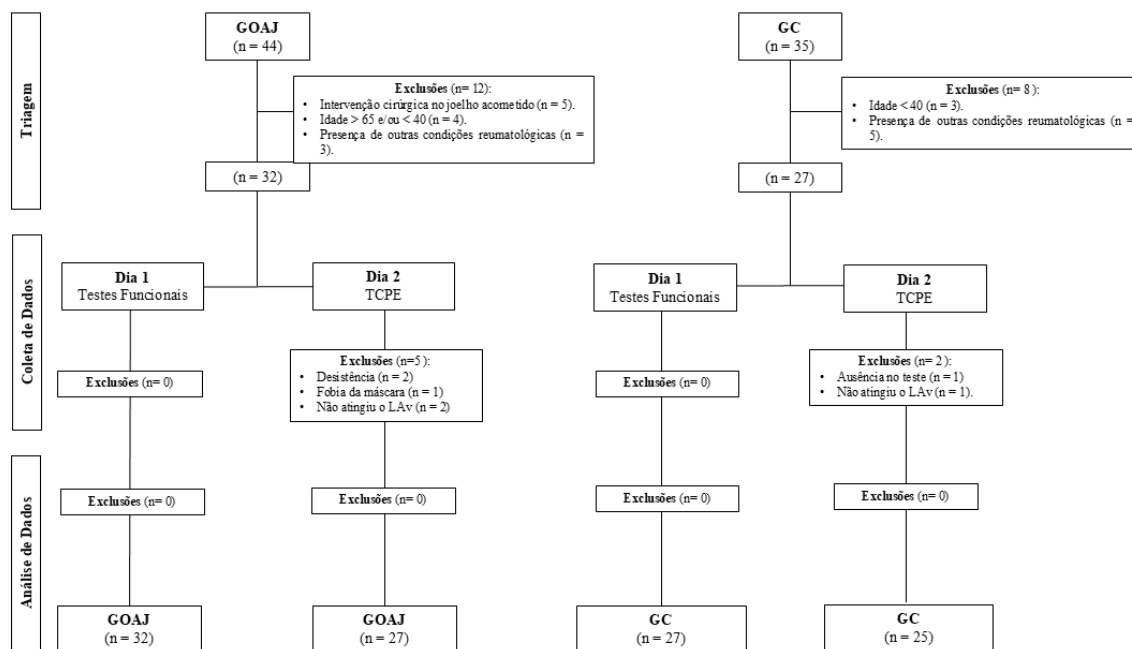 Triagem
GOAJ
(n = 44)
GC
(n = 35)
Exclusões (n= 12):
• Intervenção cirúrgica no joelho acometido (n = 5).
• Idade > 65 e/ou < 40 (n = 4).
• Presença de outras condições reumatológicas (n =
3).
Exclusões (n= 8 ):
• Idade < 40 (n = 3).
• Presença de outras condições reumatológicas (n =
5).
(n = 32)
(n = 27)
Coleta de Dados
Dia 1
Testes Funcionais
Dia 2
TCPE
Dia 1
Testes Funcionais
Dia 2
TCPE
Exclusões (n= 0)
Exclusões (n=5 ):
• Desistência (n = 2)
• Fobia da máscara (n = 1)
• Não atingiu o LAv (n = 2)
Exclusões (n= 0)
Exclusões (n= 2 ):
• Ausência no teste (n = 1)
• Não atingiu o LAv (n = 1).
Análise de Dados
Exclusões (n= 0)
Exclusões (n= 0)
Exclusões (n= 0)
Exclusões (n= 0)
GOAJ
(n = 32)
GOAJ
(n = 27)
GC
(n = 27)
GC
(n = 25)